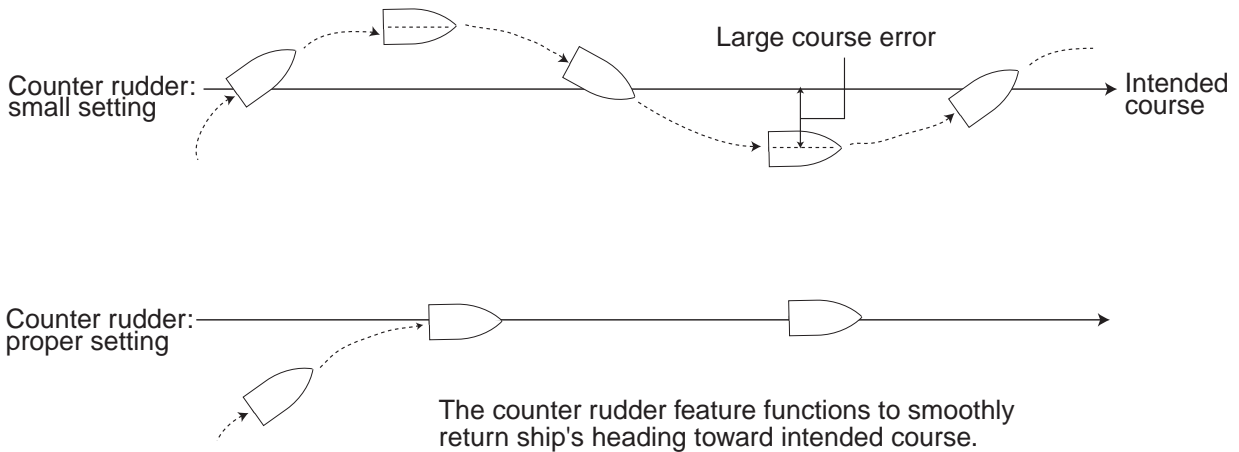 Large course error
Counter rudder:
small setting
Intended
course
Counter rudder:
proper setting
The counter rudder feature functions to smoothly
return ship's heading toward intended course.